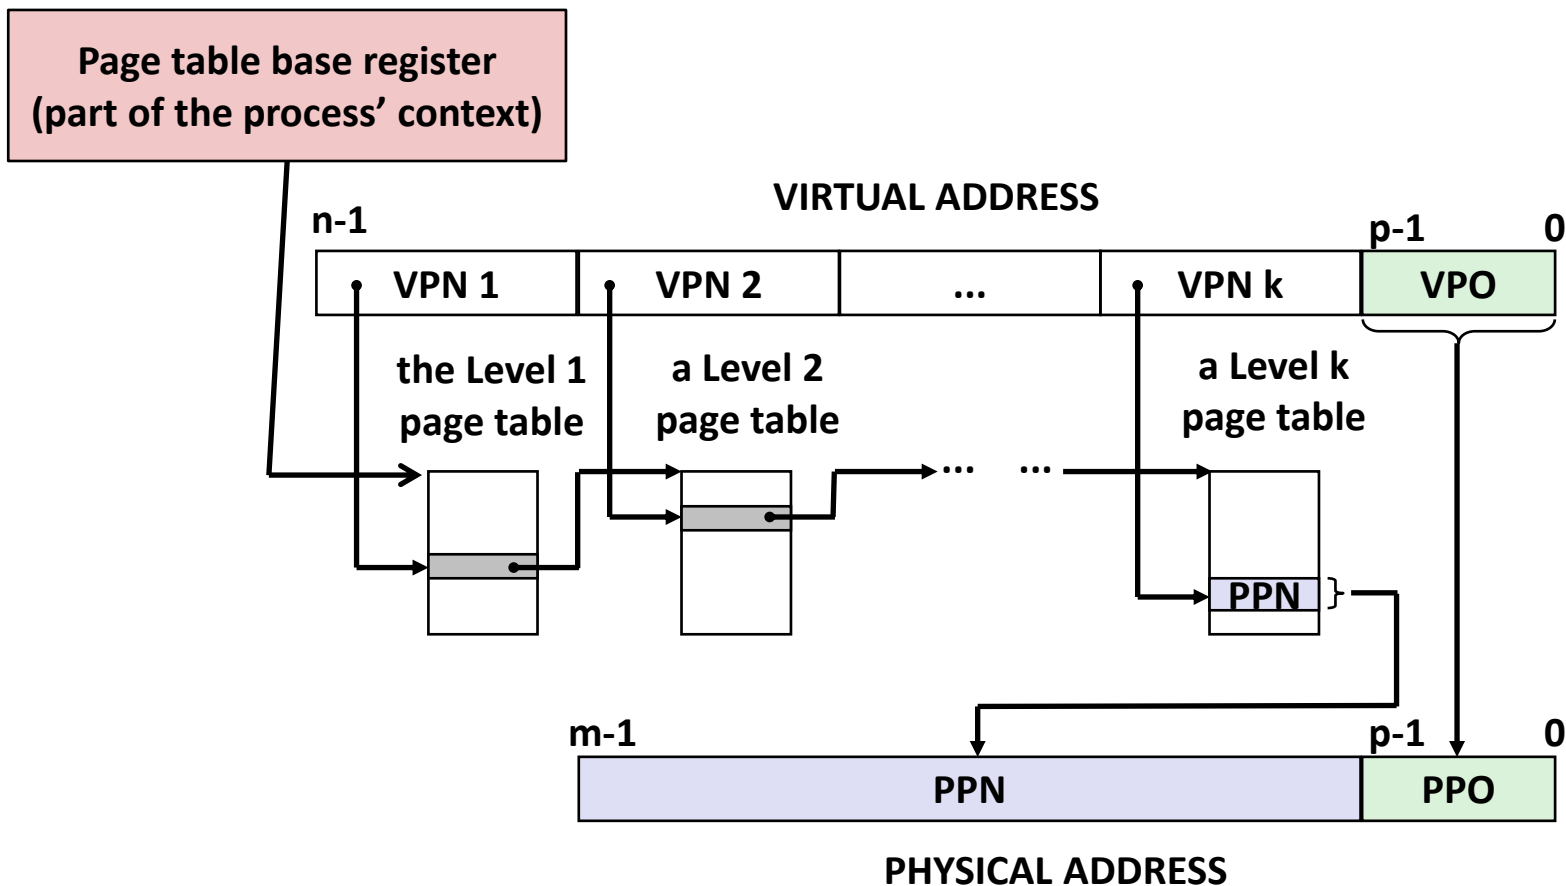 Page table base register
(part of the process’ context)
VIRTUAL ADDRESS
n-1
p-1
0
VPN 1
VPN 2
...
VPN k
VPO
the Level 1
page table
a Level 2
page table
a Level k
page table
... ...
PPN
m-1
p-1
0
PPN
PPO
PHYSICAL ADDRESS